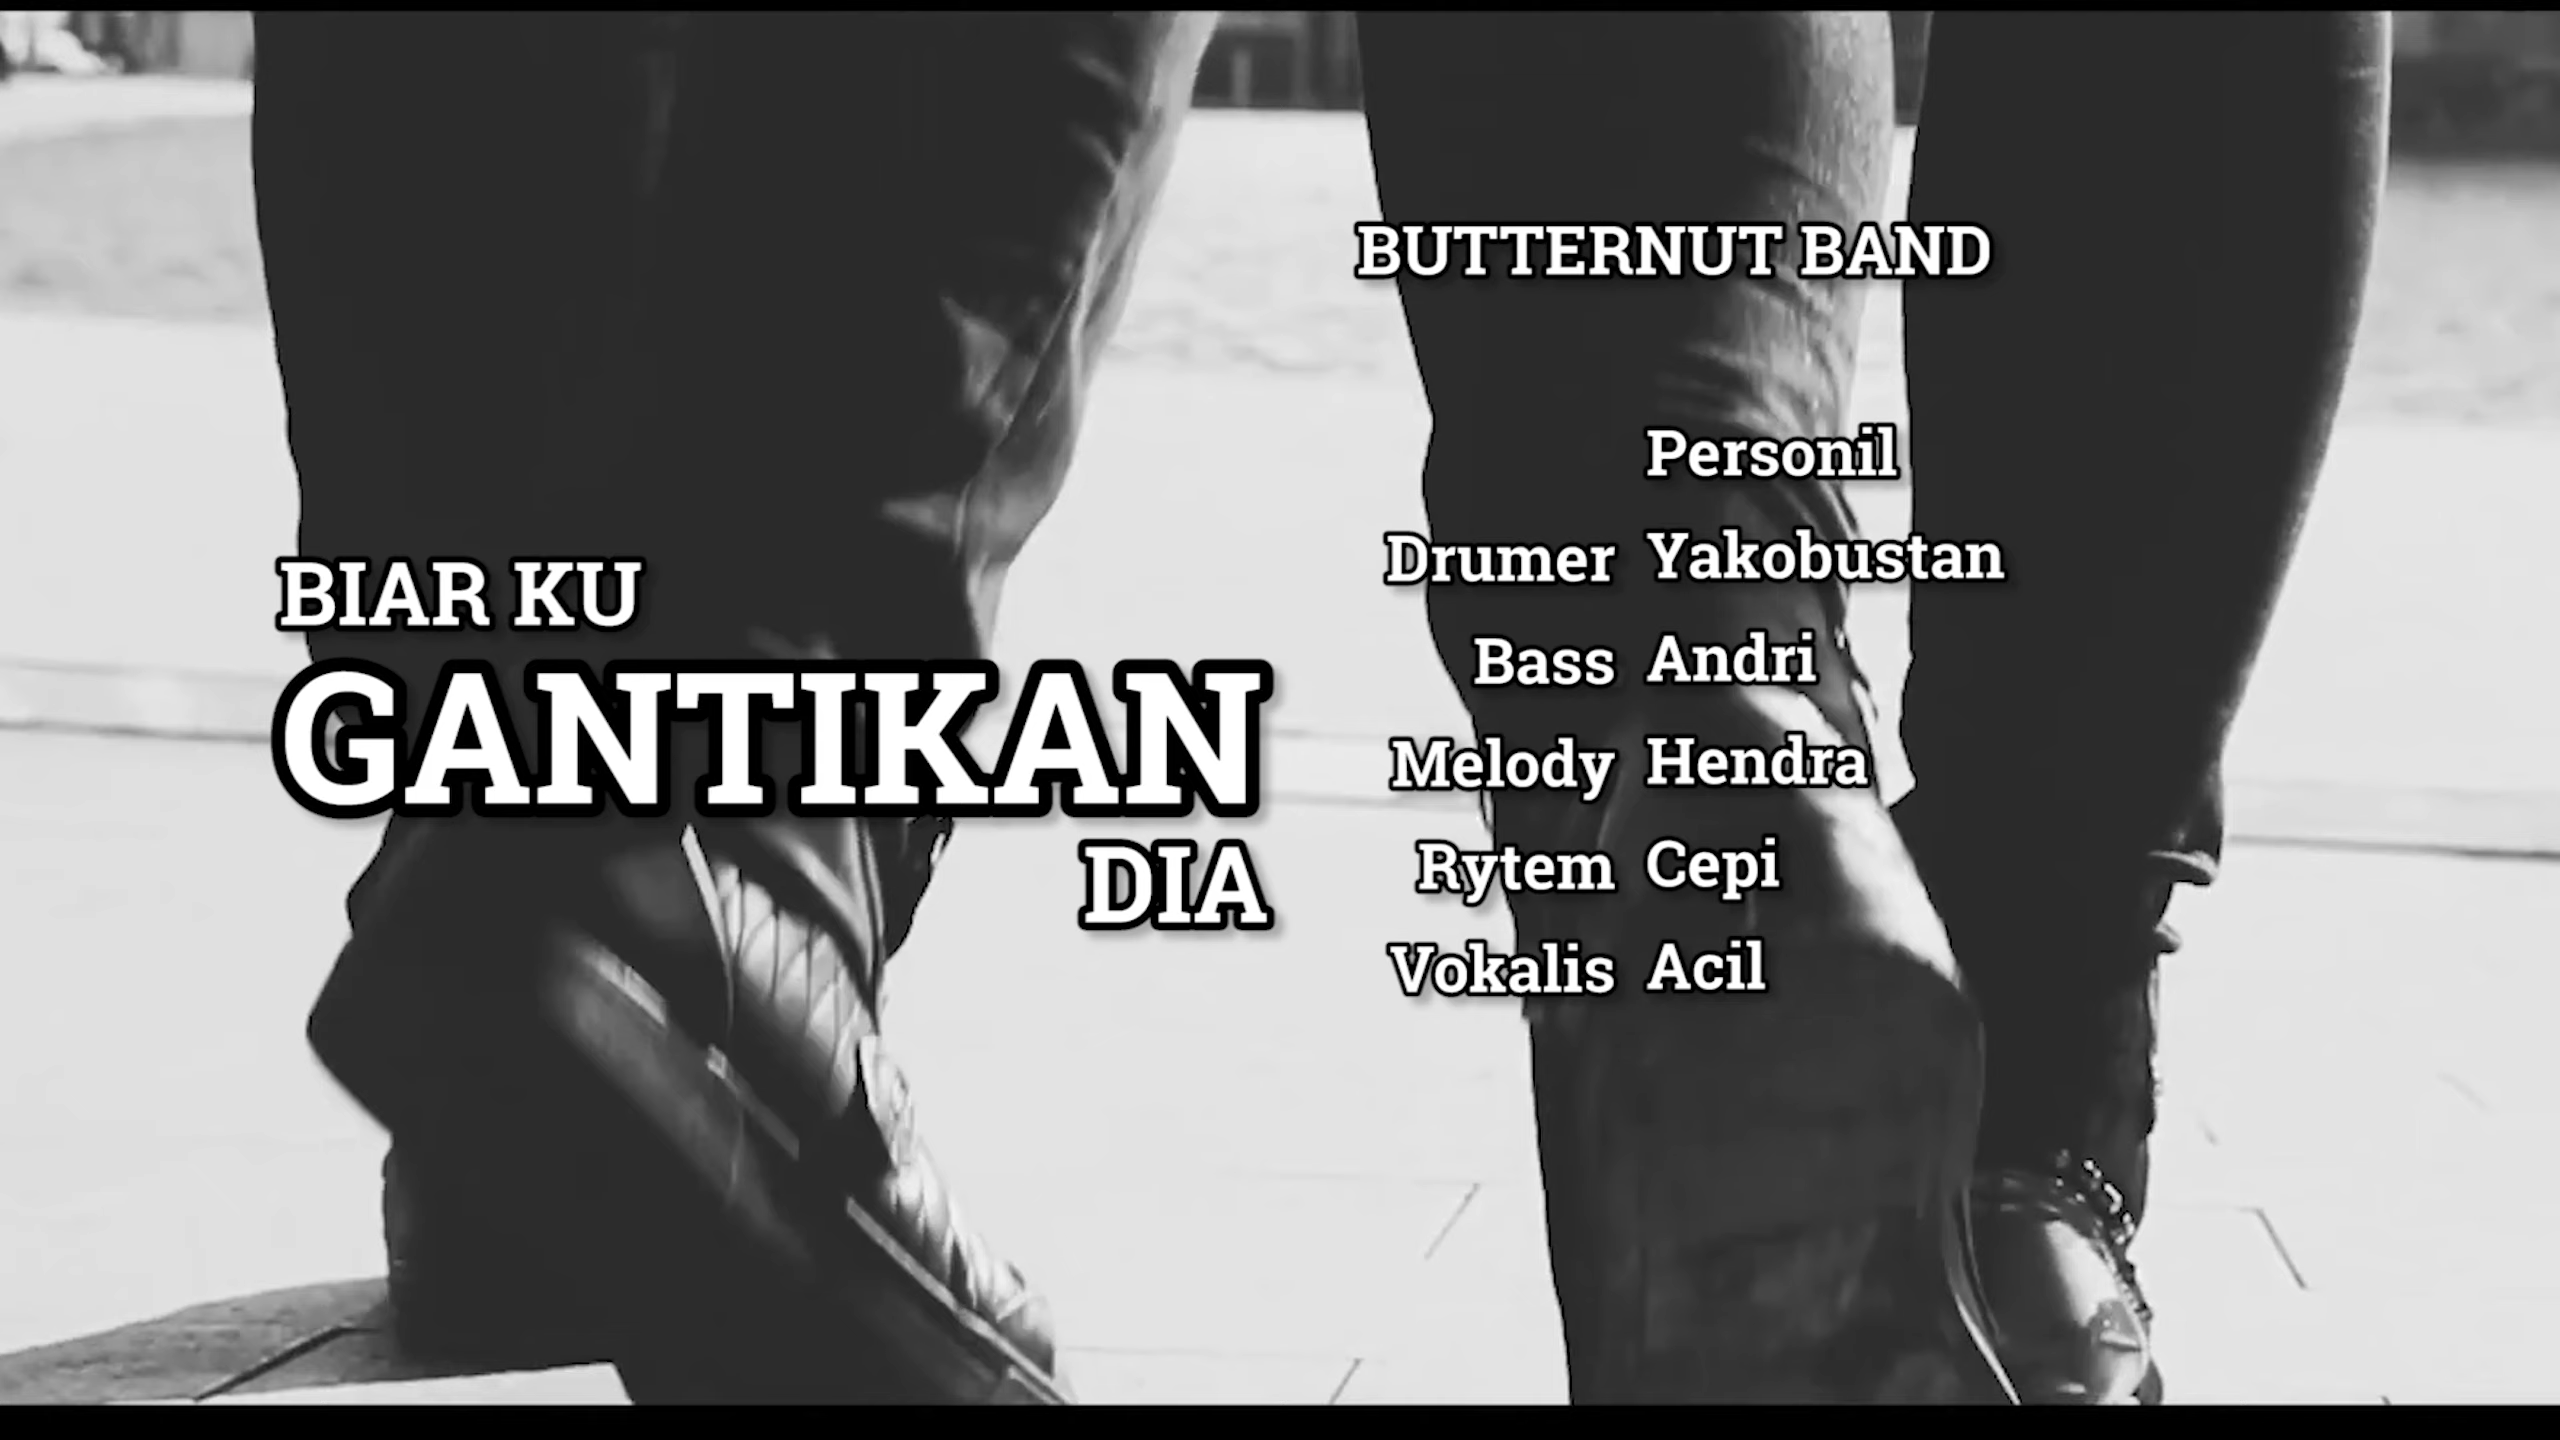 BIAR KU
GANTIKAN
DIA
BUTTERNUT BAND
Personil
Drumer Yakobustan
Bass Andri
Melody Hendra
Rytem Cepi
Vokalis Acil